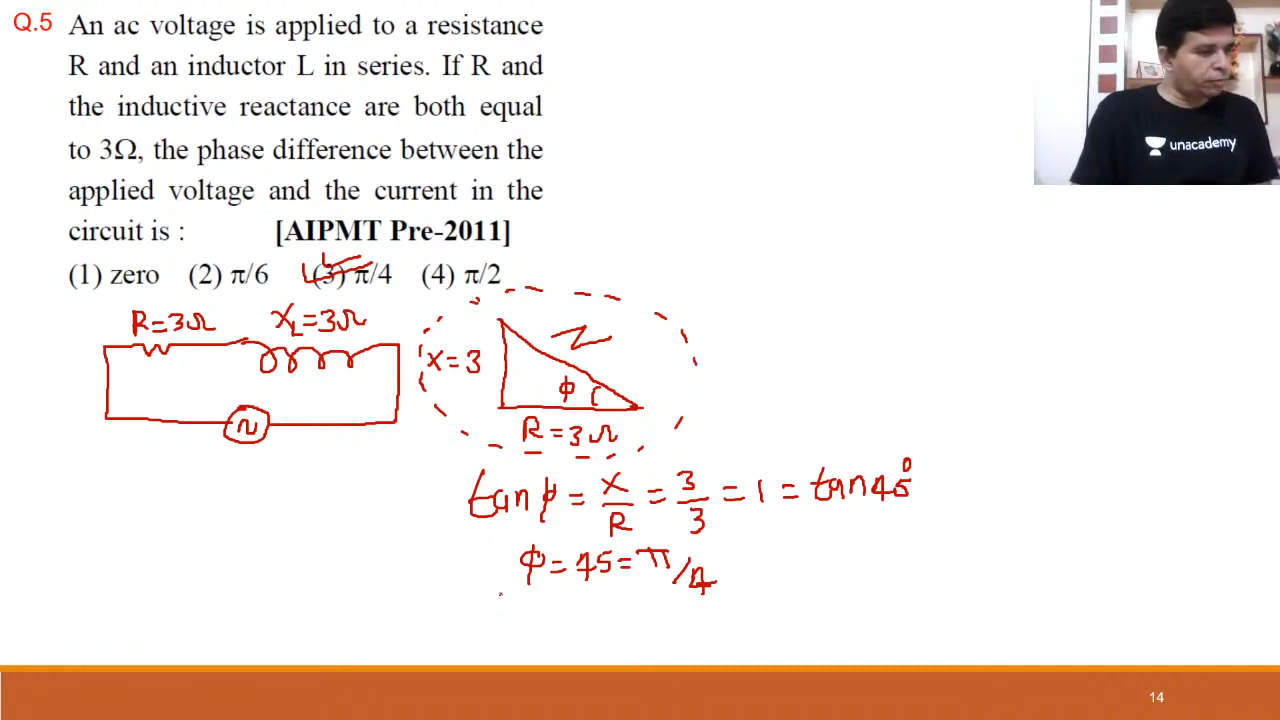 Q.5 An ac voltage is applied to a resistance
R and an inductor L in series. If R and
the inductive reactance are both equal
to 3Ω, the phase difference between the
applied voltage and the current in the
circuit is : [AIPMT Pre-2011]
(1) zero (2) π/6 (3) π/4 (4) π/2
R=3Ω X_L=3Ω
Z
X=3
ϕ
R=3Ω
tanϕ = X/R = 3/3 = 1 = tan45°
ϕ=45=π/4
unacademy
14